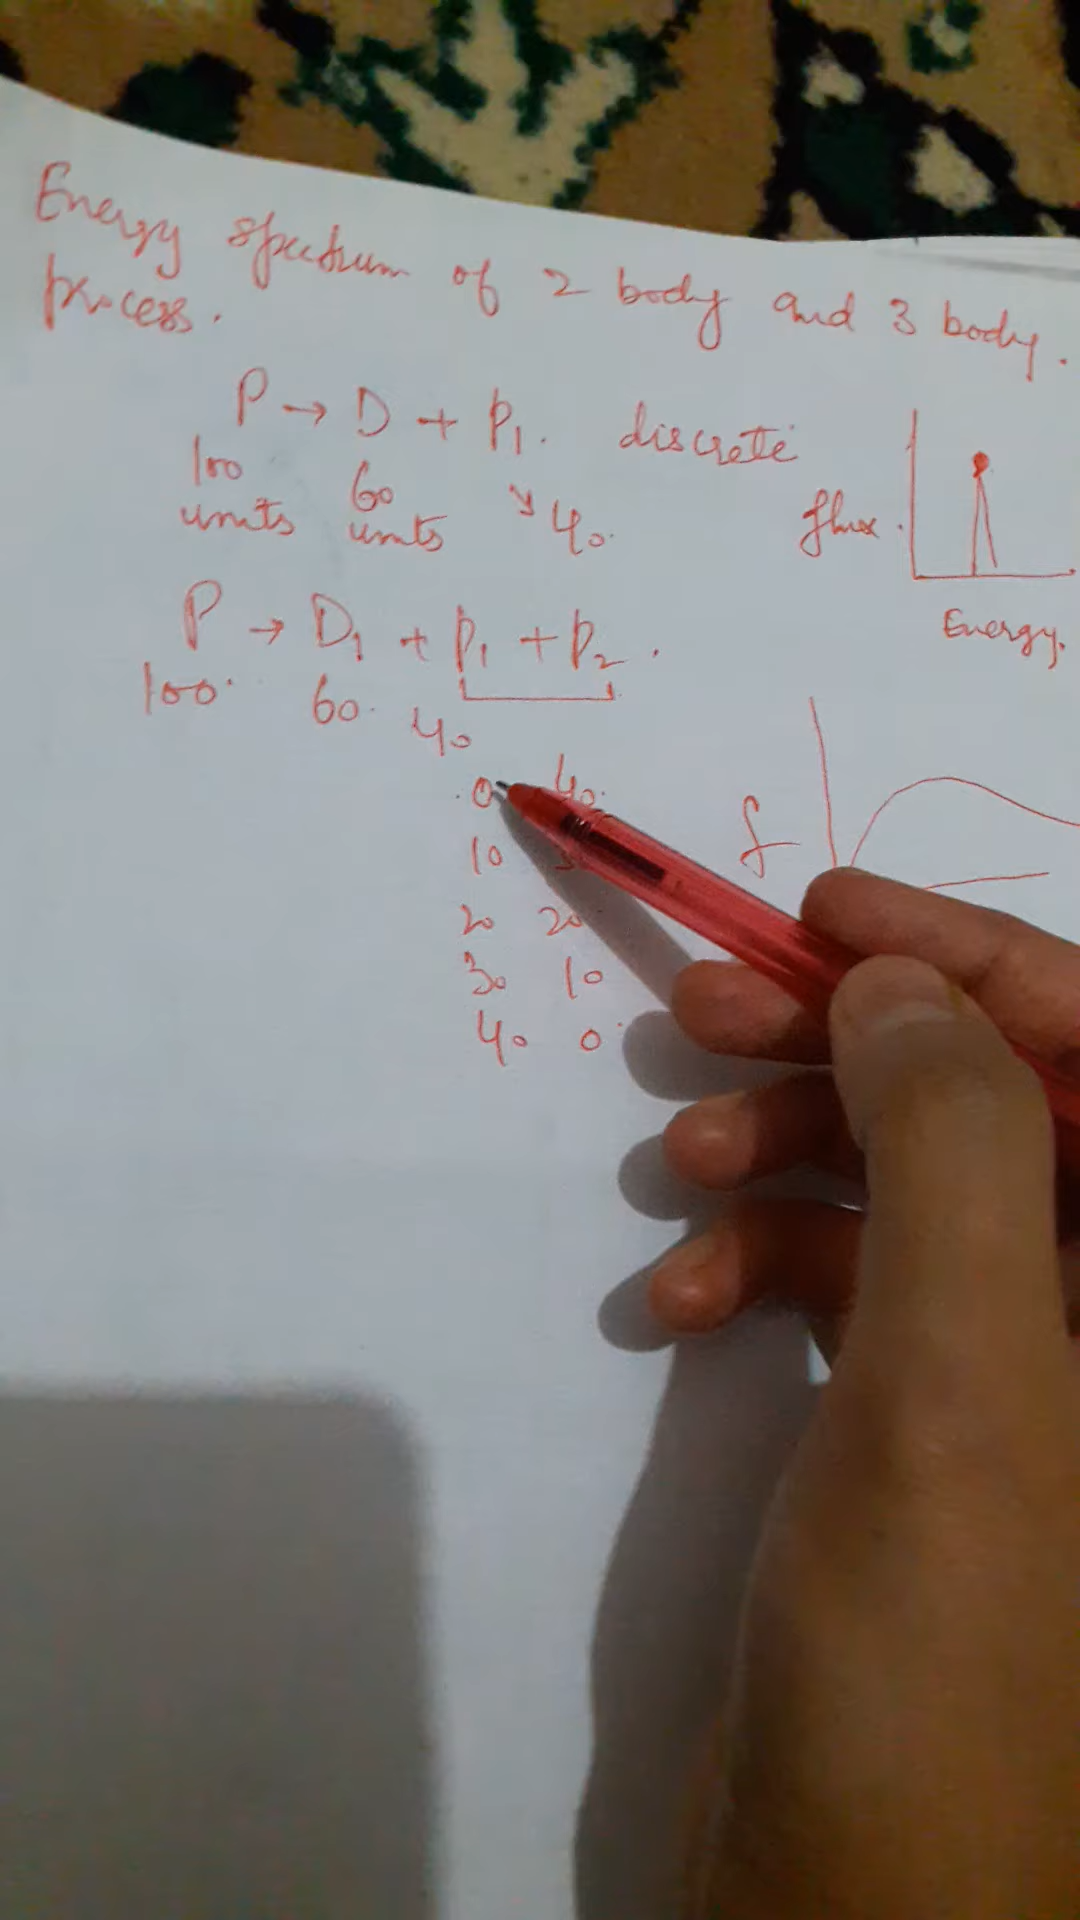 Energy spectrum of 2 body and 3 body.
process.
P → D + P1. discrete
100 units 60 units ↘ 40.
flux.
Energy.
P → D1 + P1 + P2.
100. 60. 40
0 40.
10
f
20 20
30 10
40 0